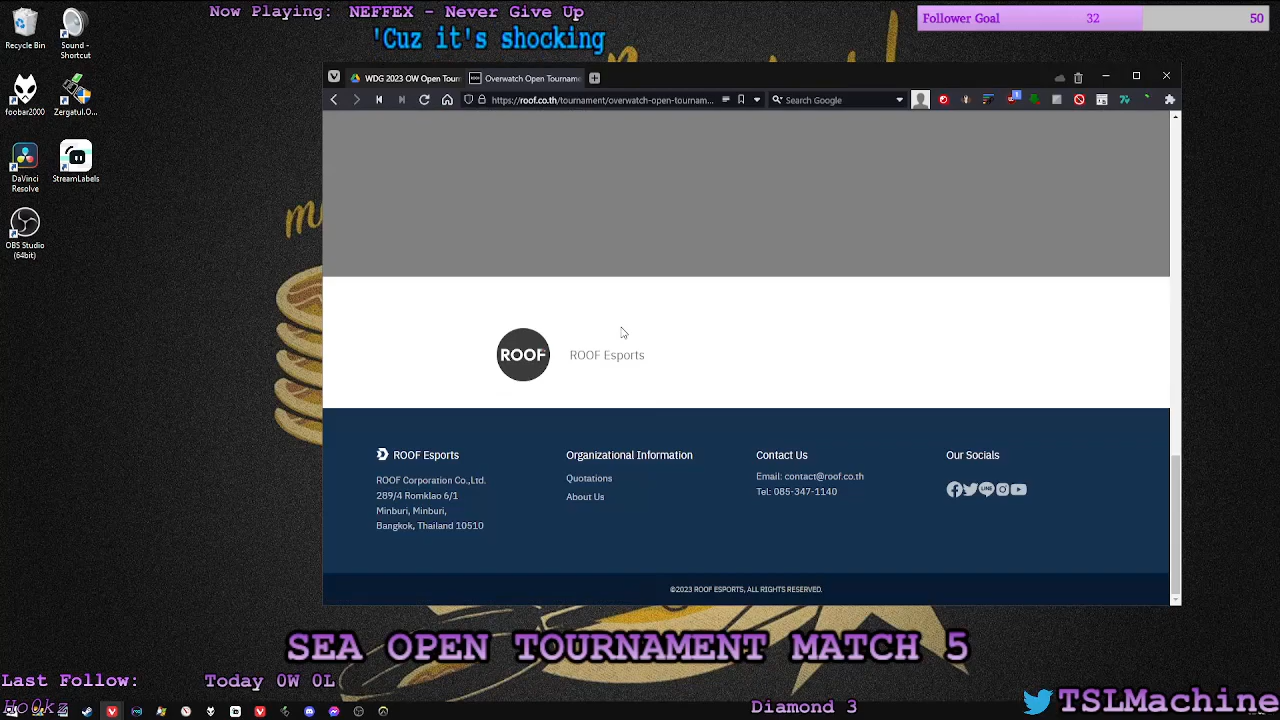 Now Playing: NEFFEX - Never Give Up
'Cuz it's shocking
Follower Goal 32 50
Recycle Bin
Sound - Shortcut
foobar2000
Zergatul.O...
DaVinci Resolve
StreamLabels
OBS Studio (64bit)
WDG 2023 OW Open Tourn
Overwatch Open Tournam
https://roof.co.th/tournament/overwatch-open-tournam...
Search Google
ROOF
ROOF Esports
ROOF Esports
ROOF Corporation Co.,Ltd.
289/4 Romklao 6/1
Minburi, Minburi,
Bangkok, Thailand 10510
Organizational Information
Quotations
About Us
Contact Us
Email: contact@roof.co.th
Tel: 085-347-1140
Our Socials
LINE
©2023 ROOF ESPORTS, ALL RIGHTS RESERVED.
SEA OPEN TOURNAMENT MATCH 5
Last Follow:
Today 0W 0L
Ho0kz
Diamond 3
TSLMachine